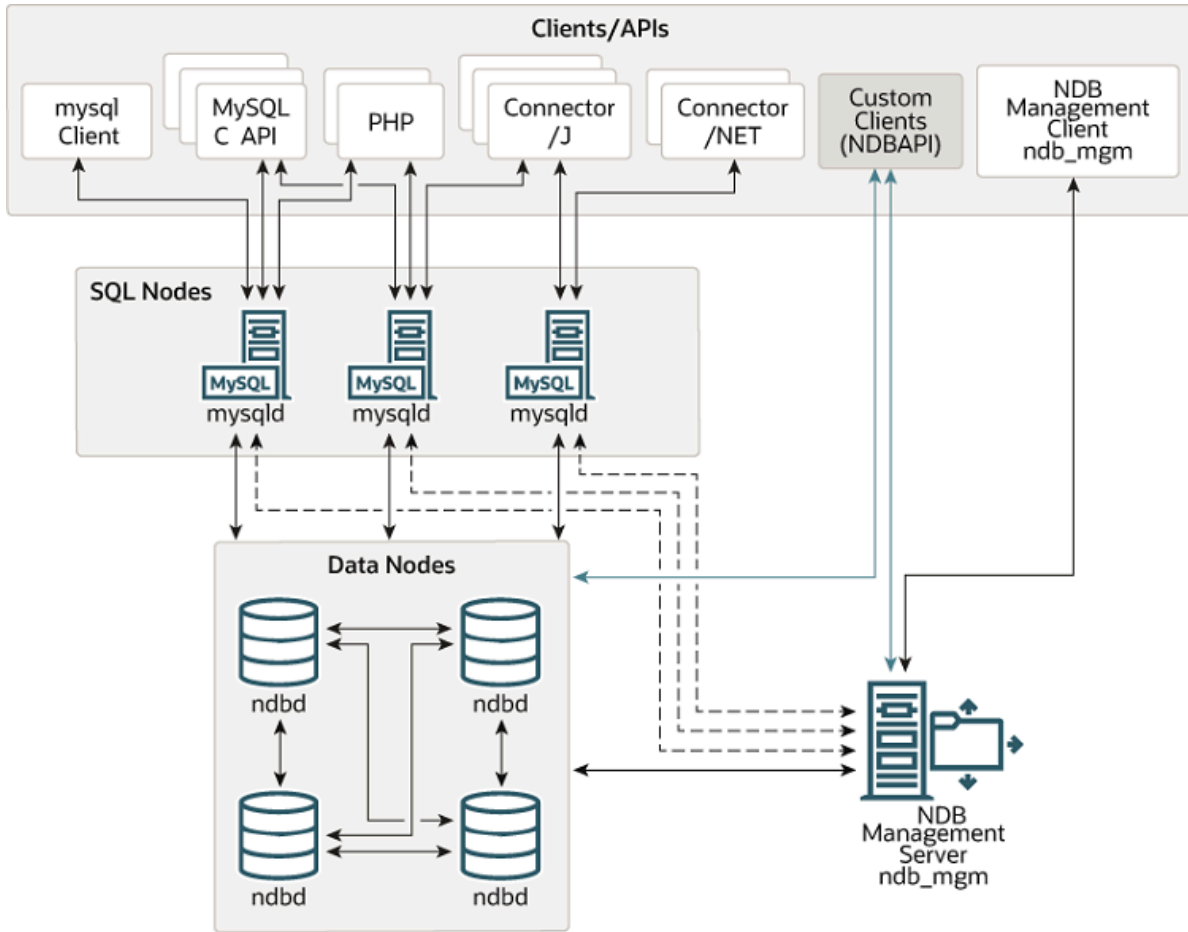 Clients/APIs
mysql
Client
MySQL
C API
PHP
Connector
/J
Connector
/NET
Custom
Clients
(NDBAPI)
NDB
Management
Client
ndb_mgm
SQL Nodes
MySQL
mysqld
MySQL
mysqld
MySQL
mysqld
Data Nodes
ndbd
ndbd
ndbd
ndbd
NDB
Management
Server
ndb_mgm